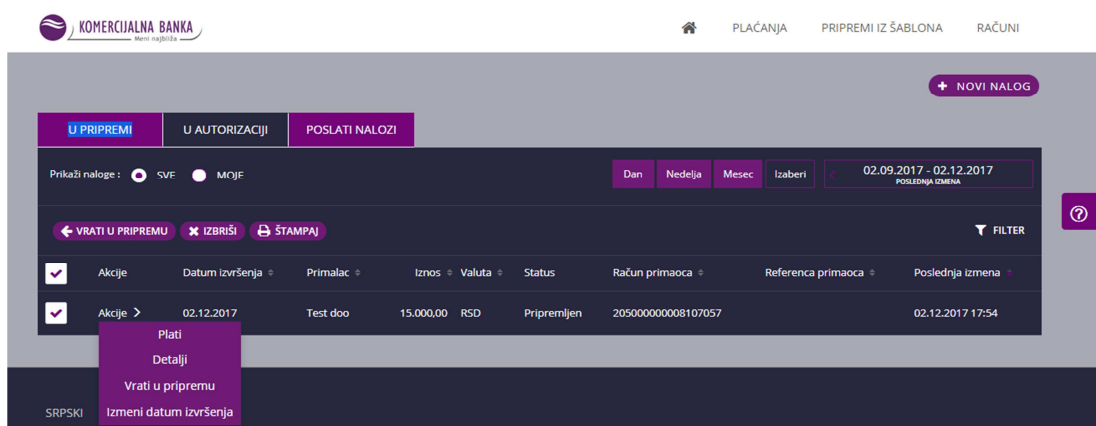 KOMERCIJALNA BANKA
Meni najbliža
PLAĆANJA PRIPREMI IZ ŠABLONA RAČUNI
+ NOVI NALOG
U PRIPREMI U AUTORIZACIJI POSLATI NALOZI
Prikaži naloge : SVE MOJE Dan Nedelja Mesec Izaberi 02.09.2017 - 02.12.2017
POSLEDNJA IZMENA
VRATI U PRIPREMU IZBRIŠI ŠTAMPAJ FILTER
Akcije Datum izvršenja Primalac Iznos Valuta Status Račun primaoca Referenca primaoca Poslednja izmena
Akcije 02.12.2017 Test doo 15.000,00 RSD Pripremljen 205000000008107057 02.12.2017 17:54
Plati
Detalji
Vrati u pripremu
Izmeni datum izvršenja
SRPSKI